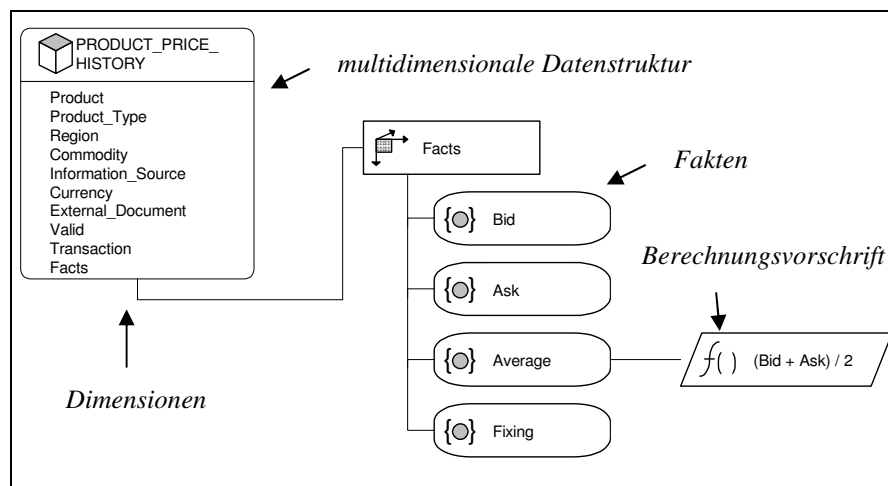 PRODUCT_PRICE_
HISTORY
multidimensionale Datenstruktur
Product
Product_Type
Region
Commodity
Information_Source
Currency
External_Document
Valid
Transaction
Facts
Facts
Fakten
{ } Bid
Berechnungsvorschrift
{ } Ask
{ } Average
f( ) (Bid + Ask) / 2
Dimensionen
{ } Fixing